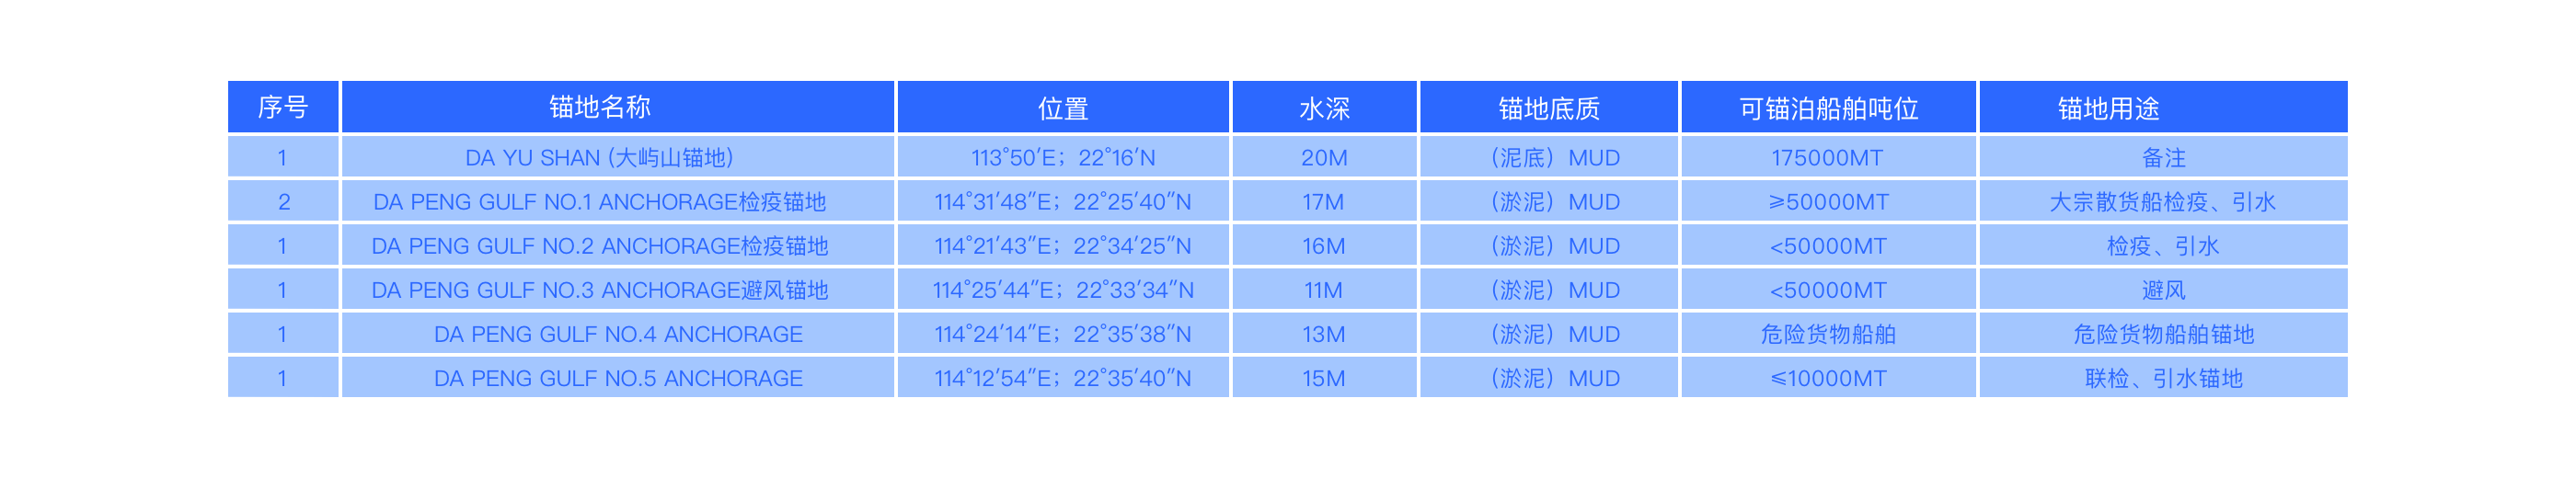 序号 锚地名称 位置 水深 锚地底质 可锚泊船舶吨位 锚地用途
1 DA YU SHAN (大屿山锚地) 113°50′E；22°16′N 20M （泥底）MUD 175000MT 备注
2 DA PENG GULF NO.1 ANCHORAGE检疫锚地 114°31′48″E；22°25′40″N 17M （淤泥）MUD ⩾50000MT 大宗散货船检疫、引水
1 DA PENG GULF NO.2 ANCHORAGE检疫锚地 114°21′43″E；22°34′25″N 16M （淤泥）MUD <50000MT 检疫、引水
1 DA PENG GULF NO.3 ANCHORAGE避风锚地 114°25′44″E；22°33′34″N 11M （淤泥）MUD <50000MT 避风
1 DA PENG GULF NO.4 ANCHORAGE 114°24′14″E；22°35′38″N 13M （淤泥）MUD 危险货物船舶 危险货物船舶锚地
1 DA PENG GULF NO.5 ANCHORAGE 114°12′54″E；22°35′40″N 15M （淤泥）MUD ⩽10000MT 联检、引水锚地